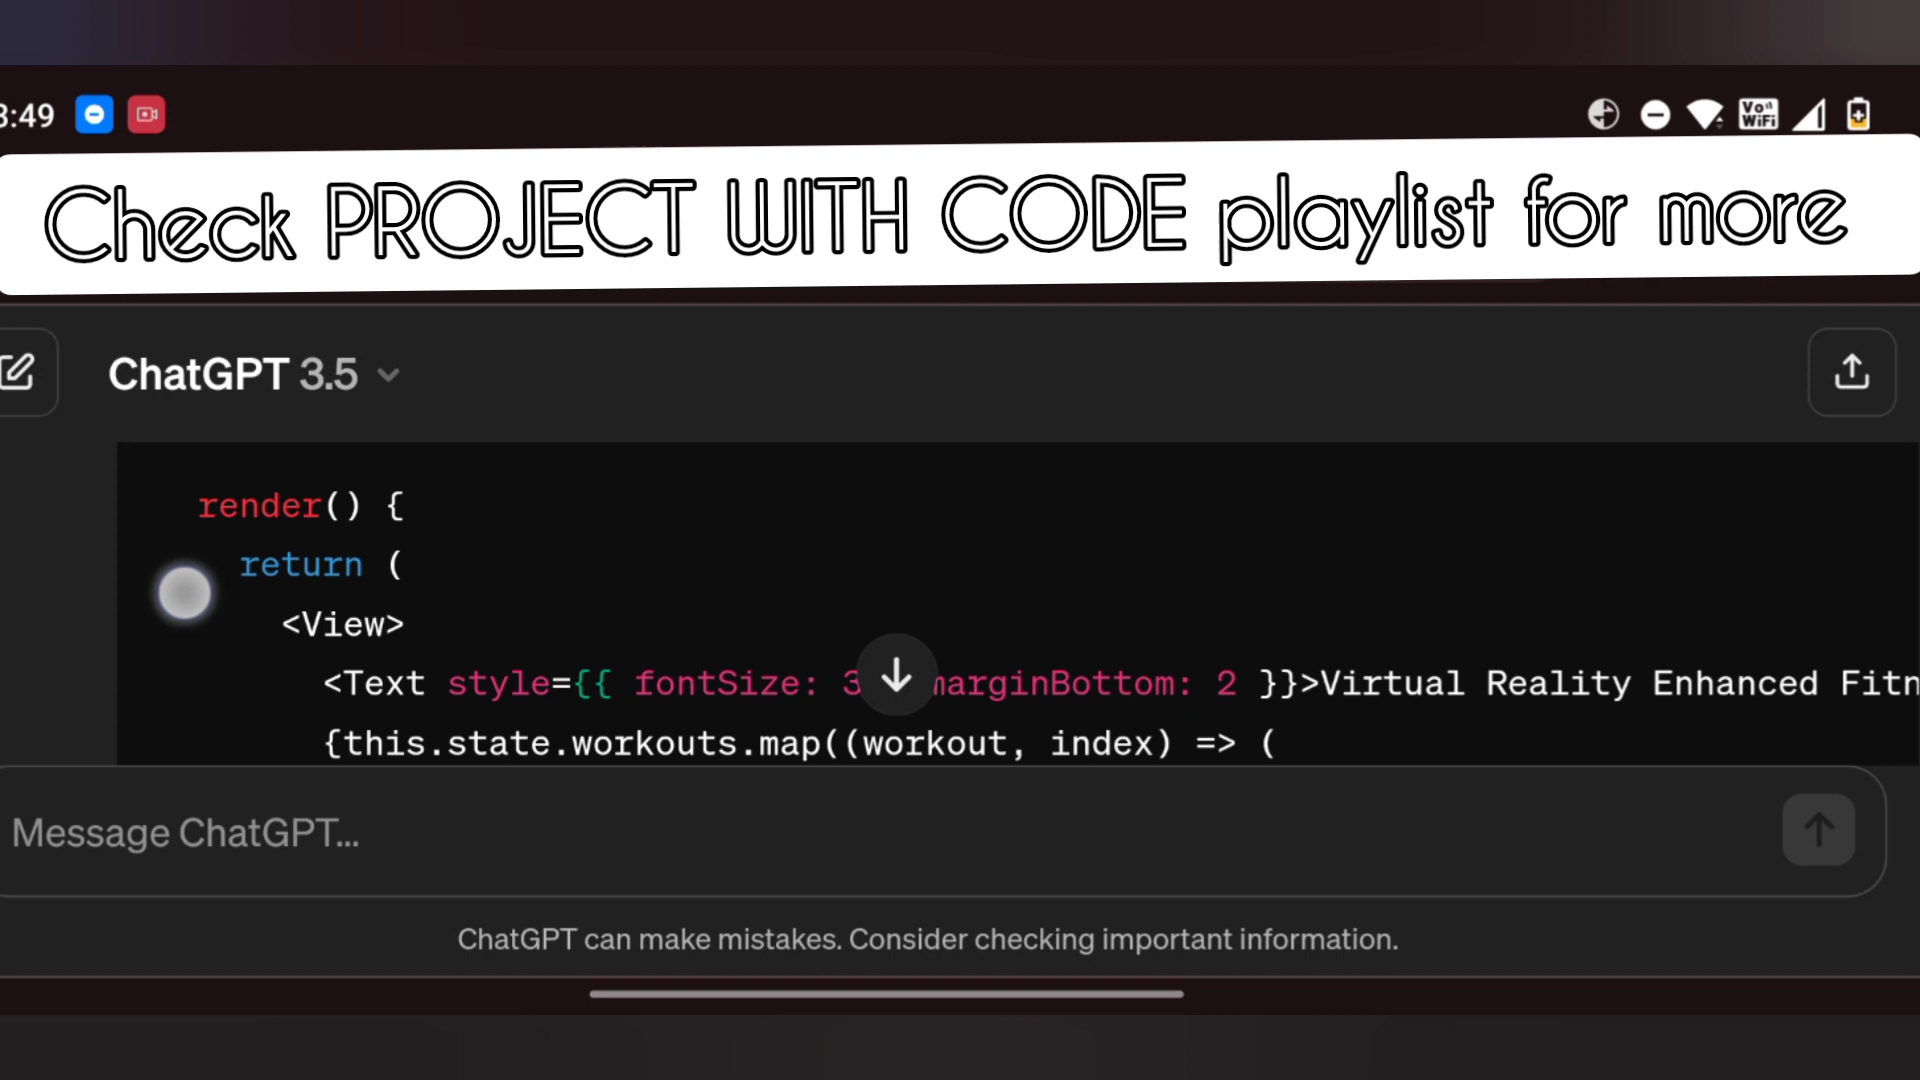 3:49
Vo WiFi
Check PROJECT WITH CODE playlist for more
ChatGPT 3.5
render() {
return (
<View>
<Text style={{ fontSize: 3 marginBottom: 2 }}>Virtual Reality Enhanced Fitn
{this.state.workouts.map((workout, index) => (
Message ChatGPT...
ChatGPT can make mistakes. Consider checking important information.